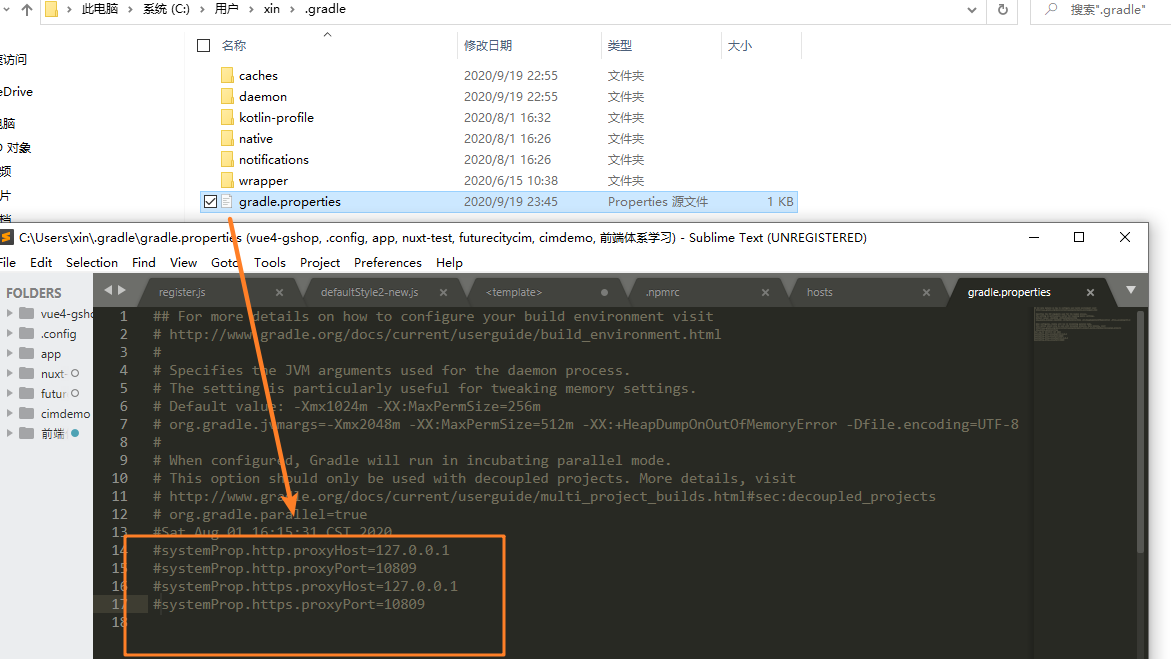 此电脑 › 系统 (C:) › 用户 › xin › .gradle
搜索".gradle"
名称 修改日期 类型 大小
速访问
eDrive
电脑
D 对象
频
片
档
caches 2020/9/19 22:55 文件夹
daemon 2020/9/19 22:55 文件夹
kotlin-profile 2020/8/1 16:32 文件夹
native 2020/8/1 16:26 文件夹
notifications 2020/8/1 16:26 文件夹
wrapper 2020/6/15 10:38 文件夹
gradle.properties 2020/9/19 23:45 Properties 源文件 1 KB
C:\Users\xin\.gradle\gradle.properties (vue4-gshop, .config, app, nuxt-test, futurecitycim, cimdemo, 前端体系学习) - Sublime Text (UNREGISTERED)
File Edit Selection Find View Goto Tools Project Preferences Help
register.js defaultStyle2-new.js <template> .npmrc hosts gradle.properties
FOLDERS
vue4-gsho
.config
app
nuxt-
futur
cimdemo
前端
1 ## For more details on how to configure your build environment visit
2 # http://www.gradle.org/docs/current/userguide/build_environment.html
3 #
4 # Specifies the JVM arguments used for the daemon process.
5 # The setting is particularly useful for tweaking memory settings.
6 # Default value: -Xmx1024m -XX:MaxPermSize=256m
7 # org.gradle.jvmargs=-Xmx2048m -XX:MaxPermSize=512m -XX:+HeapDumpOnOutOfMemoryError -Dfile.encoding=UTF-8
8 #
9 # When configured, Gradle will run in incubating parallel mode.
10 # This option should only be used with decoupled projects. More details, visit
11 # http://www.gradle.org/docs/current/userguide/multi_project_builds.html#sec:decoupled_projects
12 # org.gradle.parallel=true
13 #Sat Aug 01 16:15:31 CST 2020
14 #systemProp.http.proxyHost=127.0.0.1
15 #systemProp.http.proxyPort=10809
16 #systemProp.https.proxyHost=127.0.0.1
17 #systemProp.https.proxyPort=10809
18